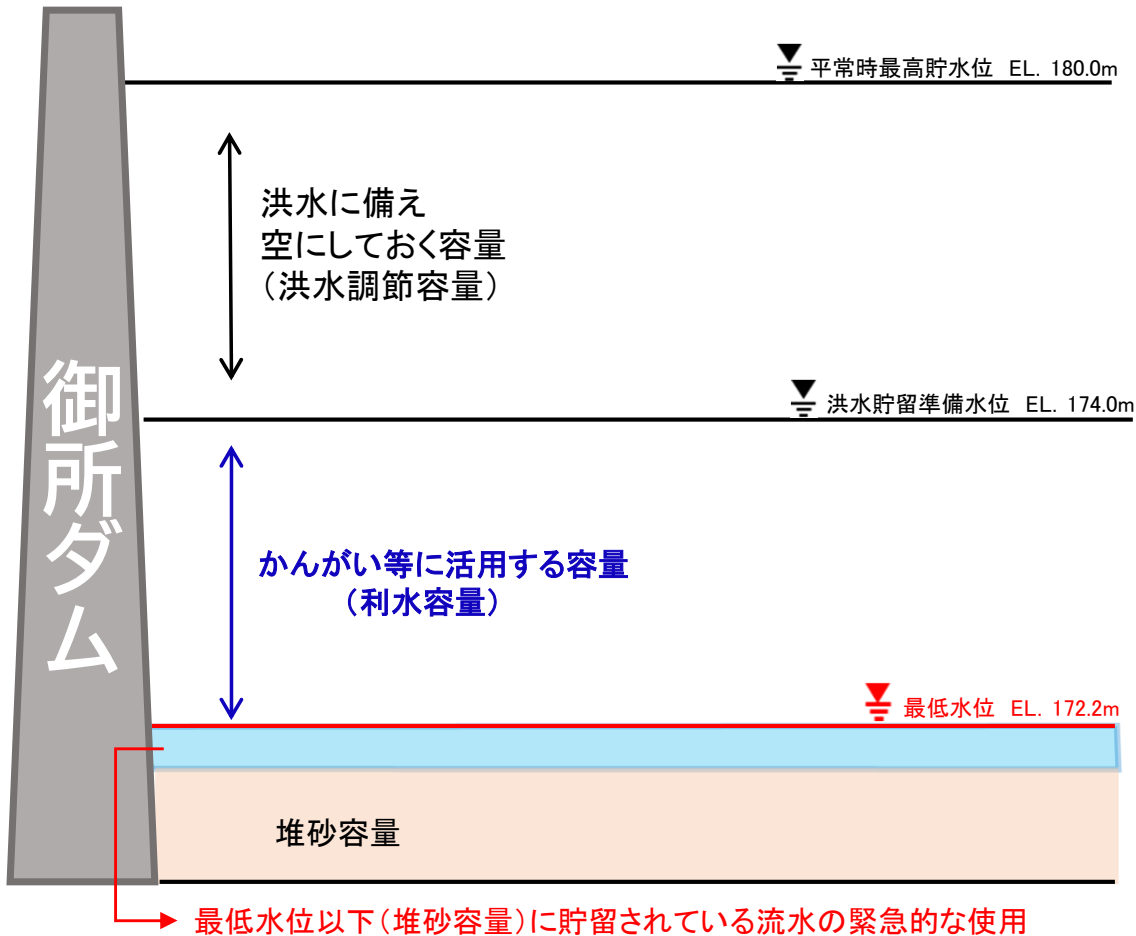 平常時最高貯水位 EL. 180.0m
洪水に備え
空にしておく容量
（洪水調節容量）
洪水貯留準備水位 EL. 174.0m
御所ダム
かんがい等に活用する容量
（利水容量）
最低水位 EL. 172.2m
堆砂容量
最低水位以下（堆砂容量）に貯留されている流水の緊急的な使用